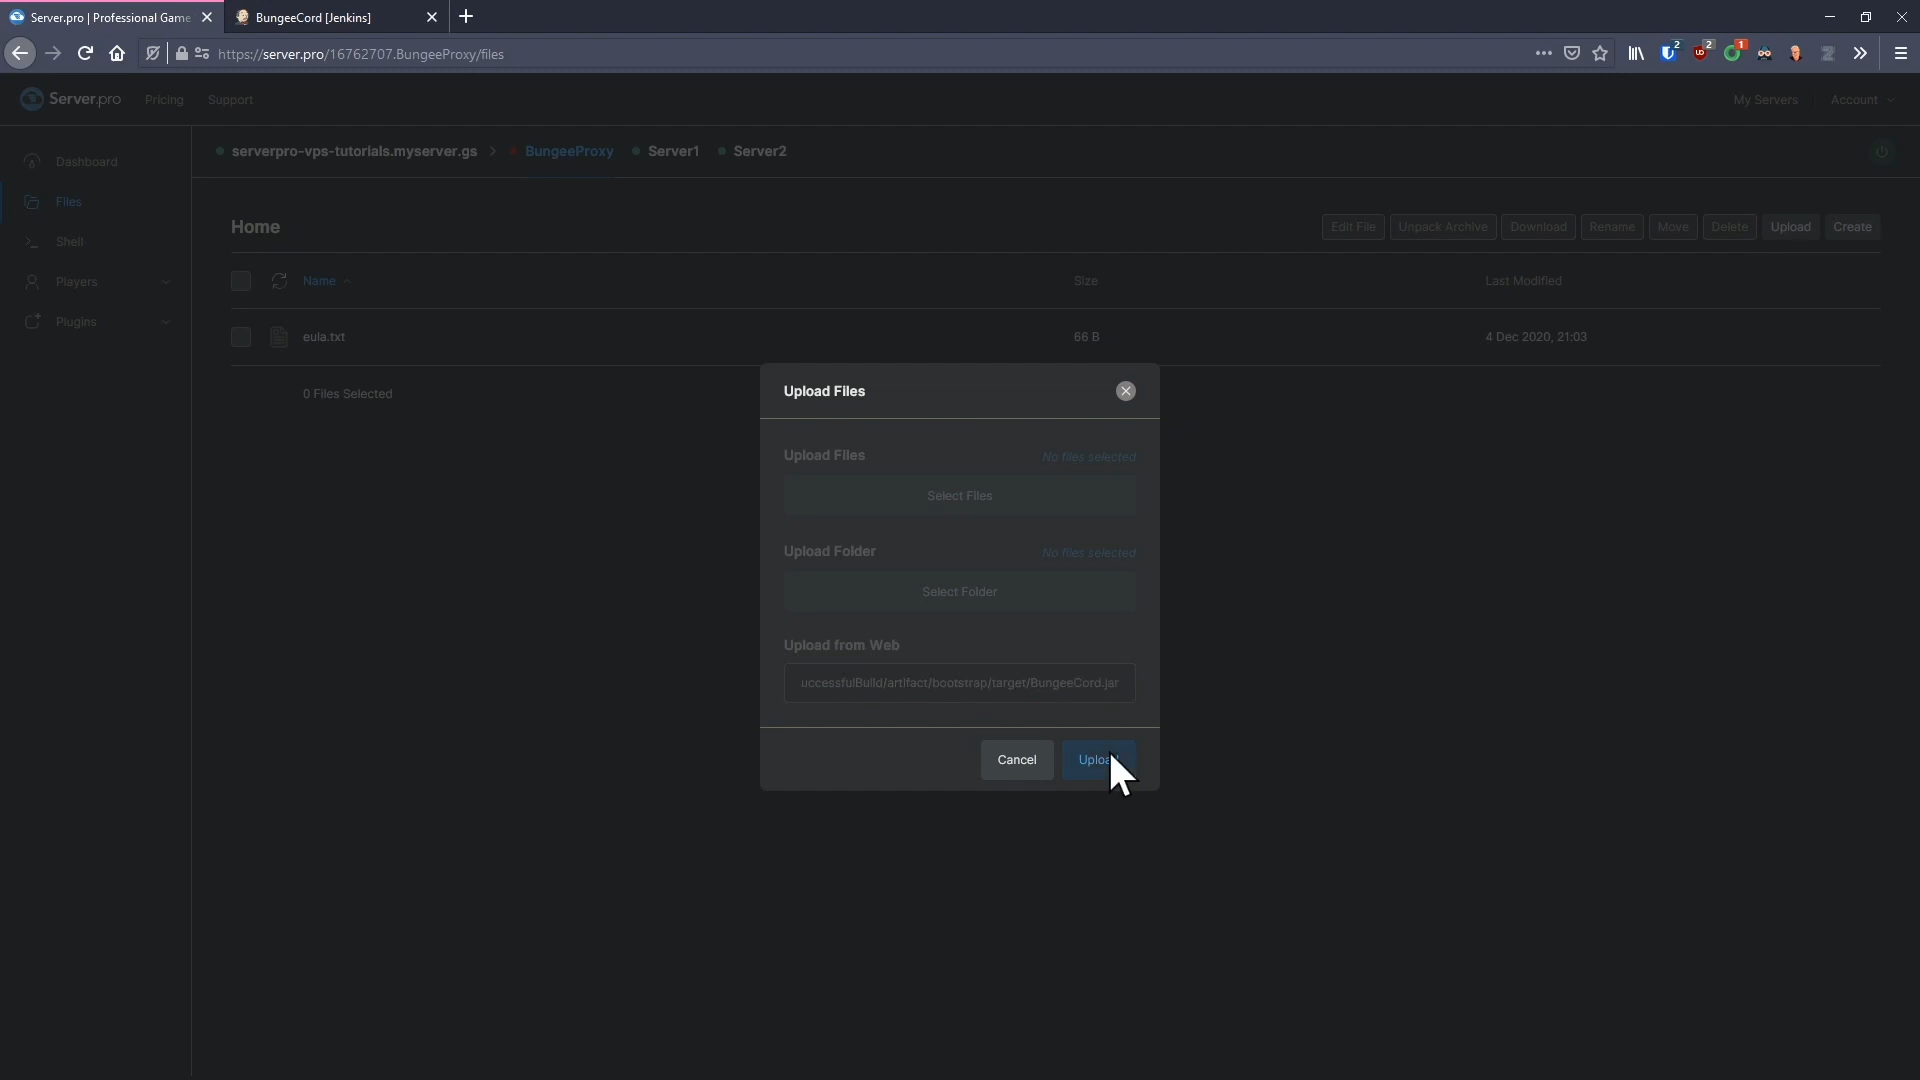 Server.pro | Professional Game
BungeeCord [Jenkins]
https://server.pro/16762707.BungeeProxy/files
2
2
1
Server.pro
Pricing
Support
My Servers
Account
Dashboard
Files
Shell
Players
Plugins
serverpro-vps-tutorials.myserver.gs
BungeeProxy
Server1
Server2
Home
Edit File
Unpack Archive
Download
Rename
Move
Delete
Upload
Create
Name
Size
Last Modified
eula.txt
66 B
4 Dec 2020, 21:03
0 Files Selected
Upload Files
Upload Files
No files selected
Select Files
Upload Folder
No files selected
Select Folder
Upload from Web
uccessfulBuild/artifact/bootstrap/target/BungeeCord.jar
Cancel